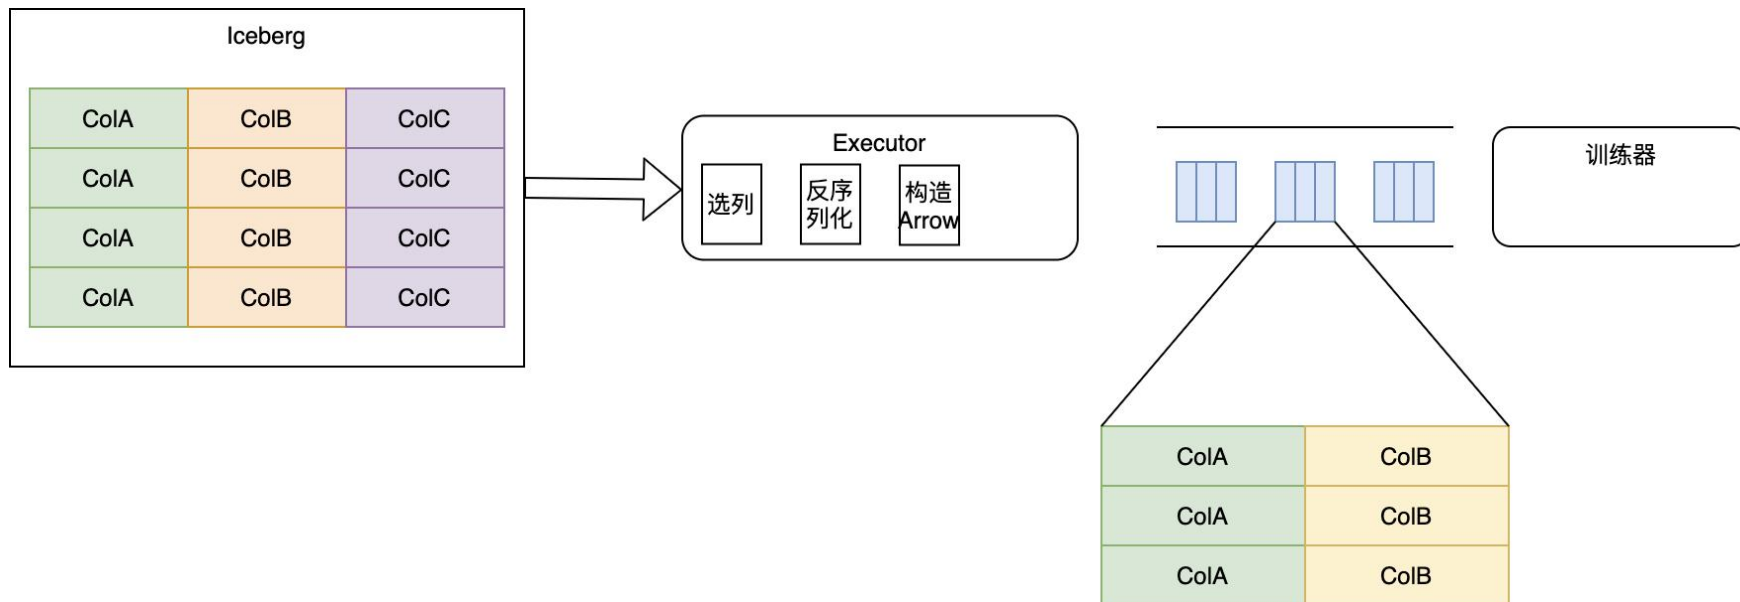 Iceberg
ColA ColB ColC
ColA ColB ColC
ColA ColB ColC
ColA ColB ColC
Executor
选列
反序
列化
构造
Arrow
训练器
ColA ColB
ColA ColB
ColA ColB